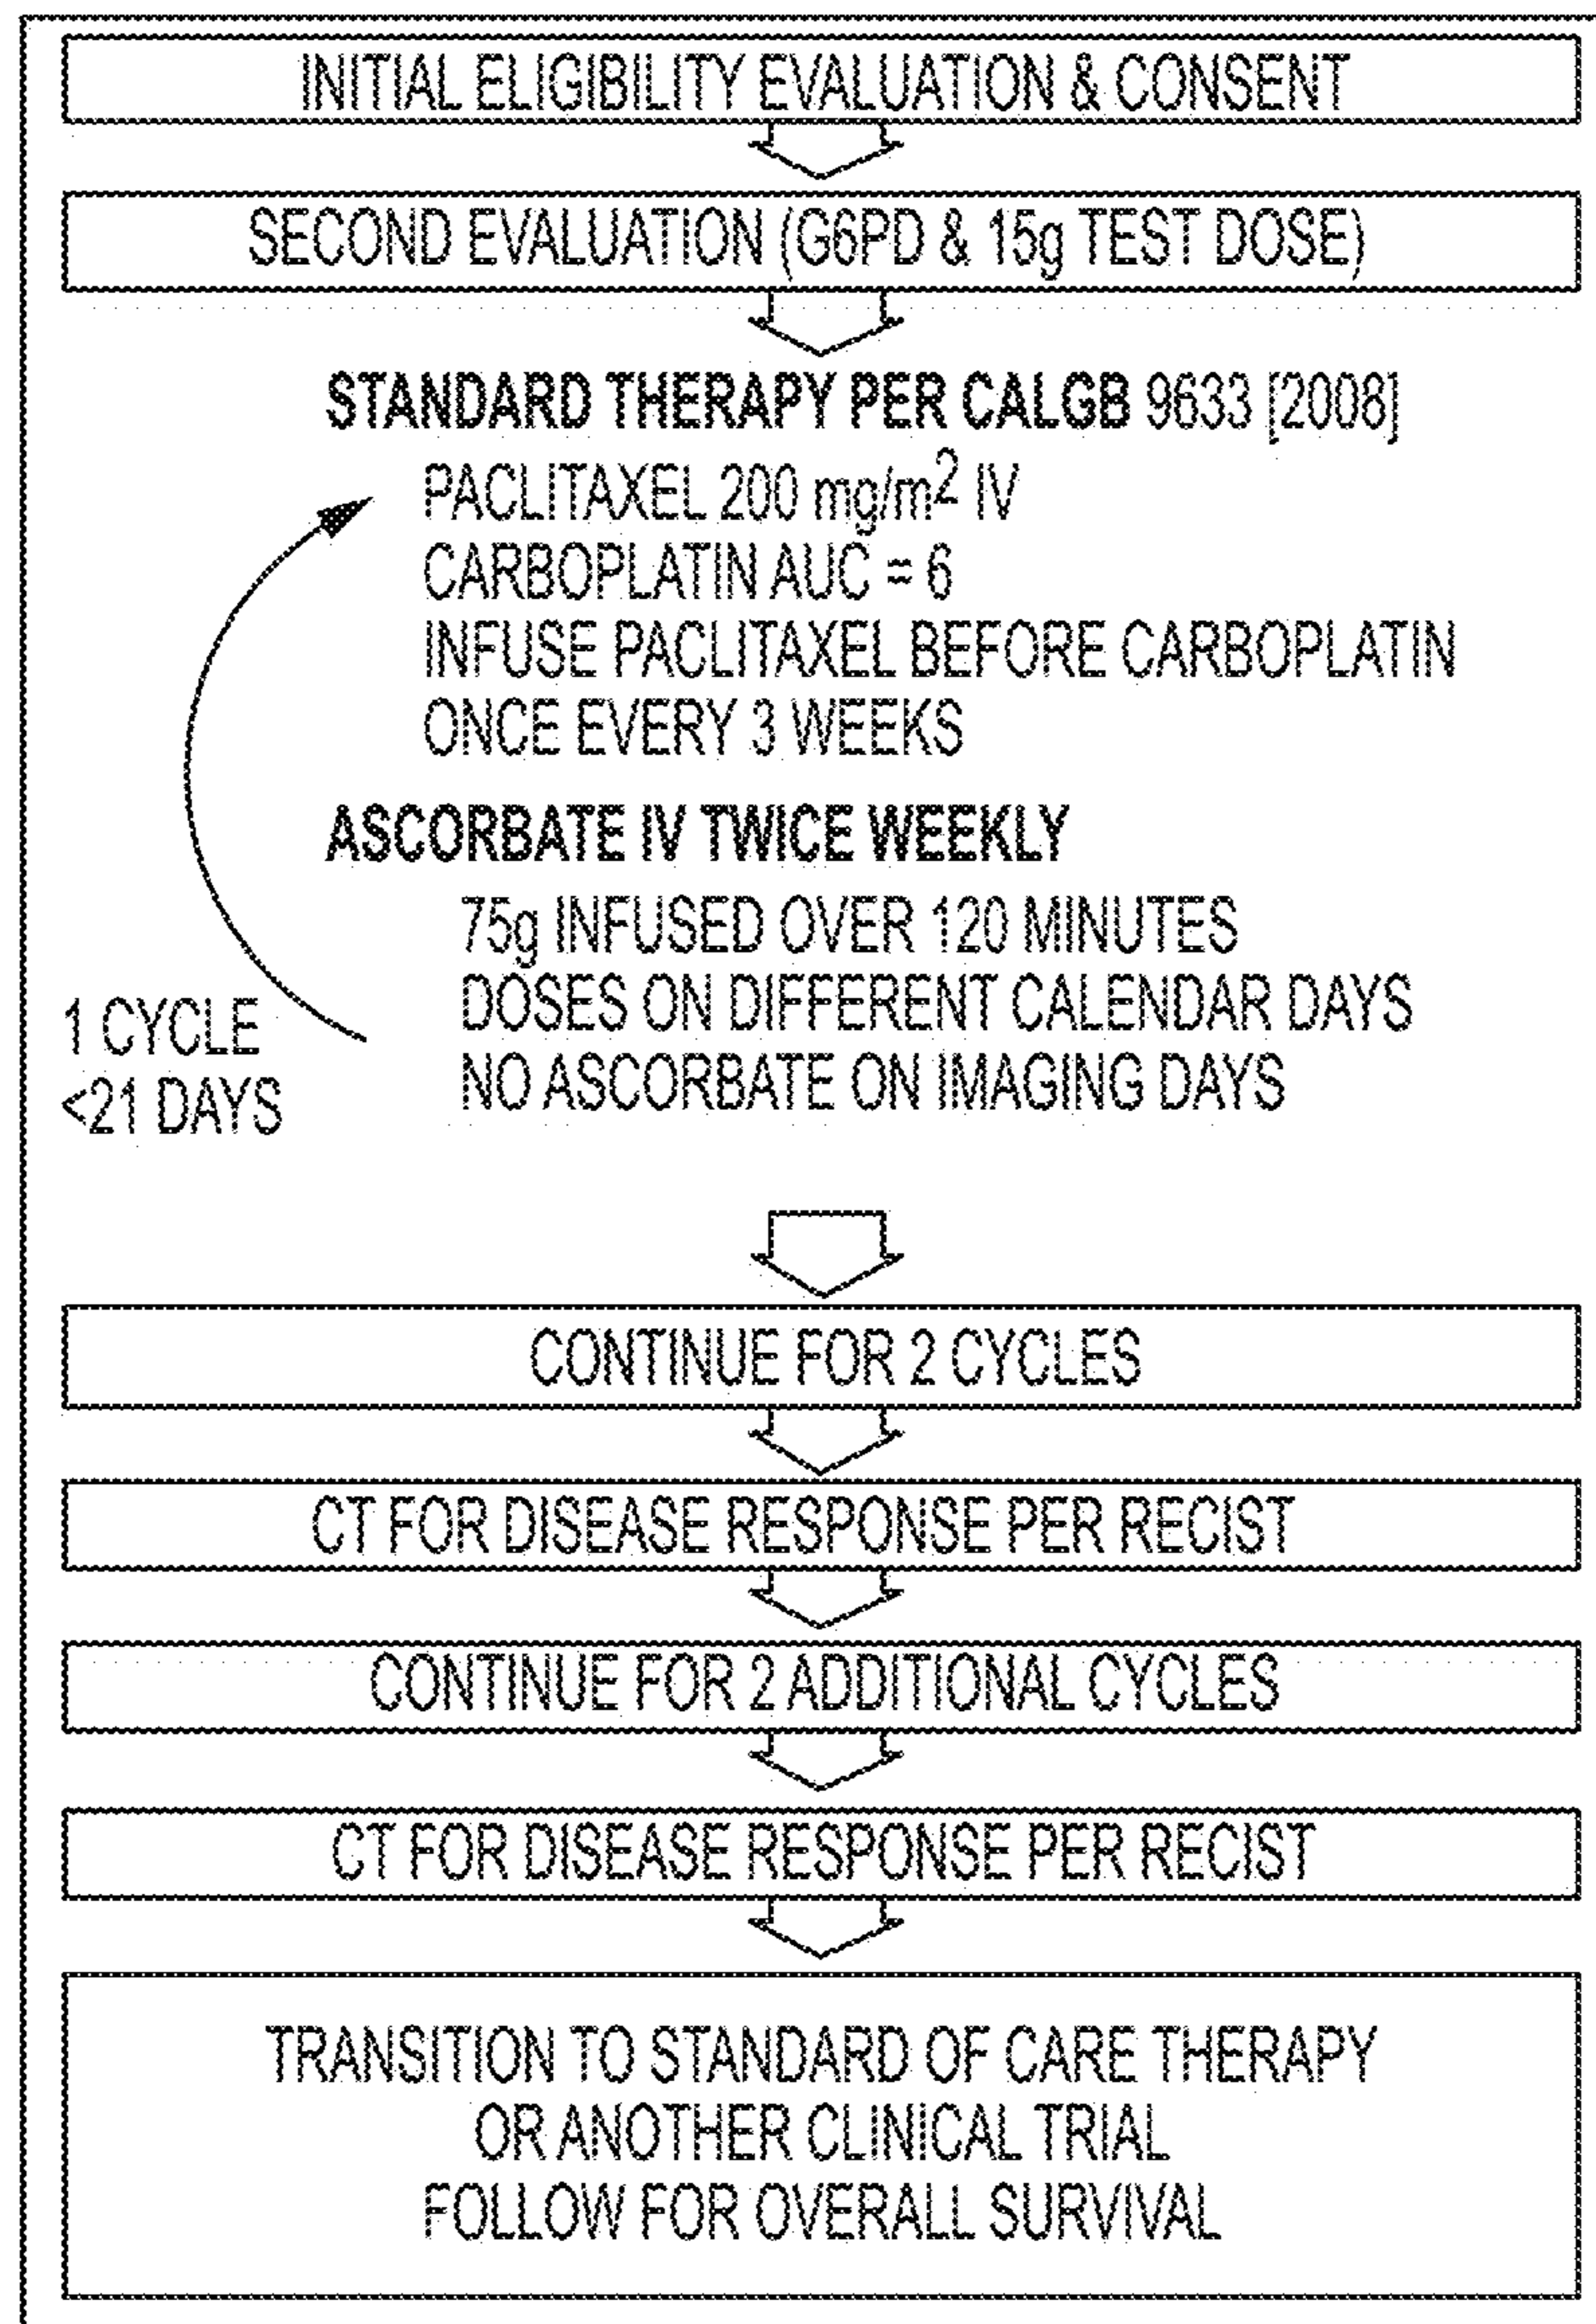 INITIAL ELIGIBILITY EVALUATION & CONSENT
SECOND EVALUATION (G6PD & 15g TEST DOSE)
STANDARD THERAPY PER CALGB 9633 [2008]
PACLITAXEL 200 mg/m² IV
CARBOPLATIN AUC = 6
INFUSE PACLITAXEL BEFORE CARBOPLATIN
ONCE EVERY 3 WEEKS
ASCORBATE IV TWICE WEEKLY
75g INFUSED OVER 120 MINUTES
DOSES ON DIFFERENT CALENDAR DAYS
NO ASCORBATE ON IMAGING DAYS
1 CYCLE
<21 DAYS
CONTINUE FOR 2 CYCLES
CT FOR DISEASE RESPONSE PER RECIST
CONTINUE FOR 2 ADDITIONAL CYCLES
CT FOR DISEASE RESPONSE PER RECIST
TRANSITION TO STANDARD OF CARE THERAPY
OR ANOTHER CLINICAL TRIAL
FOLLOW FOR OVERALL SURVIVAL